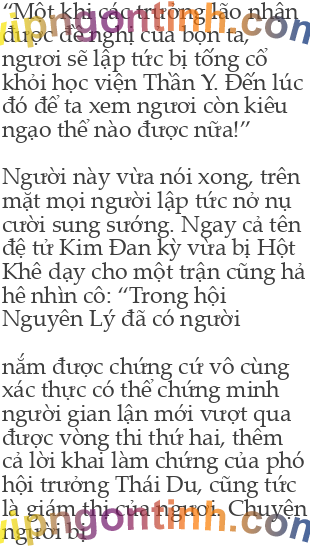 “Một khi các trưởng lão nhận
được đề nghị của bọn ta,
ngươi sẽ lập tức bị tống cổ
khỏi học viện Thần Y. Đến lúc
đó để ta xem ngươi còn kiêu
ngạo thế nào được nữa!”
Người này vừa nói xong, trên
mặt mọi người lập tức nở nụ
cười sung sướng. Ngay cả tên
đệ tử Kim Đan kỳ vừa bị Hột
Khê dạy cho một trận cũng hả
hê nhìn cô: “Trong hội
Nguyên Lý đã có người
nắm được chứng cứ vô cùng
xác thực có thể chứng minh
người gian lận mới vượt qua
được vòng thi thứ hai, thêm
cả lời khai làm chứng của phó
hội trưởng Thái Du, cũng tức
là giám thị của ngươi. Chuyện
người bị
vipngontinh.com
vipngontinh.com